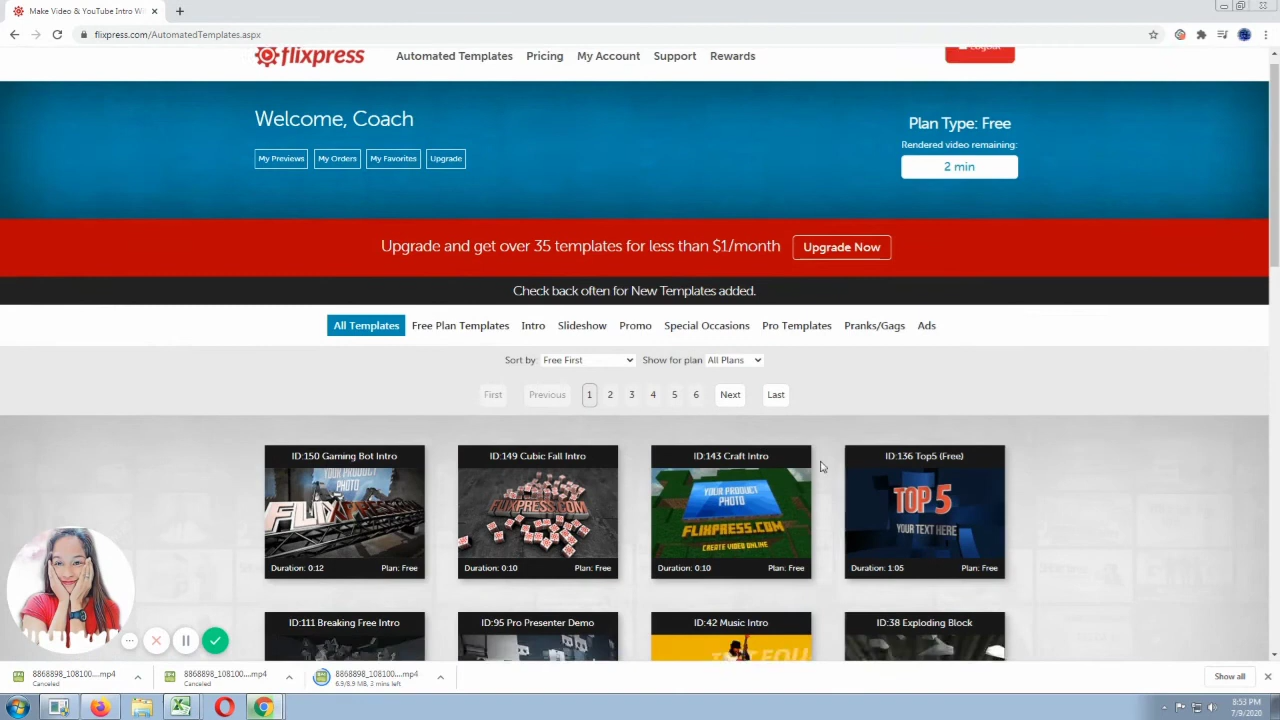 Make Video & YouTube Intro W
flixpress.com/AutomatedTemplates.aspx
flixpress
Automated Templates
Pricing
My Account
Support
Rewards
Logout
Welcome, Coach
Plan Type: Free
Rendered video remaining:
2 min
My Previews
My Orders
My Favorites
Upgrade
Upgrade and get over 35 templates for less than $1/month
Upgrade Now
Check back often for New Templates added.
All Templates
Free Plan Templates
Intro
Slideshow
Promo
Special Occasions
Pro Templates
Pranks/Gags
Ads
Sort by
Free First
Show for plan
All Plans
First
Previous
1
2
3
4
5
6
Next
Last
ID:150 Gaming Bot Intro
YOUR PRODUCT
PHOTO
Duration: 0:12
Plan: Free
ID:149 Cubic Fall Intro
FLIXPRESS.COM
Duration: 0:10
Plan: Free
ID:143 Craft Intro
YOUR PRODUCT
PHOTO
FLIXPRESS.COM
CREATE VIDEO ONLINE
Duration: 0:10
Plan: Free
ID:136 Top5 (Free)
TOP 5
YOUR TEXT HERE
Duration: 1:05
Plan: Free
ID:111 Breaking Free Intro
ID:95 Pro Presenter Demo
ID:42 Music Intro
ID:38 Exploding Block
8868898_108100....mp4
Canceled
8868898_108100....mp4
Canceled
8868898_108100....mp4
6.9/8.9 MB, 3 mins left
Show all
8:53 PM
7/9/2020